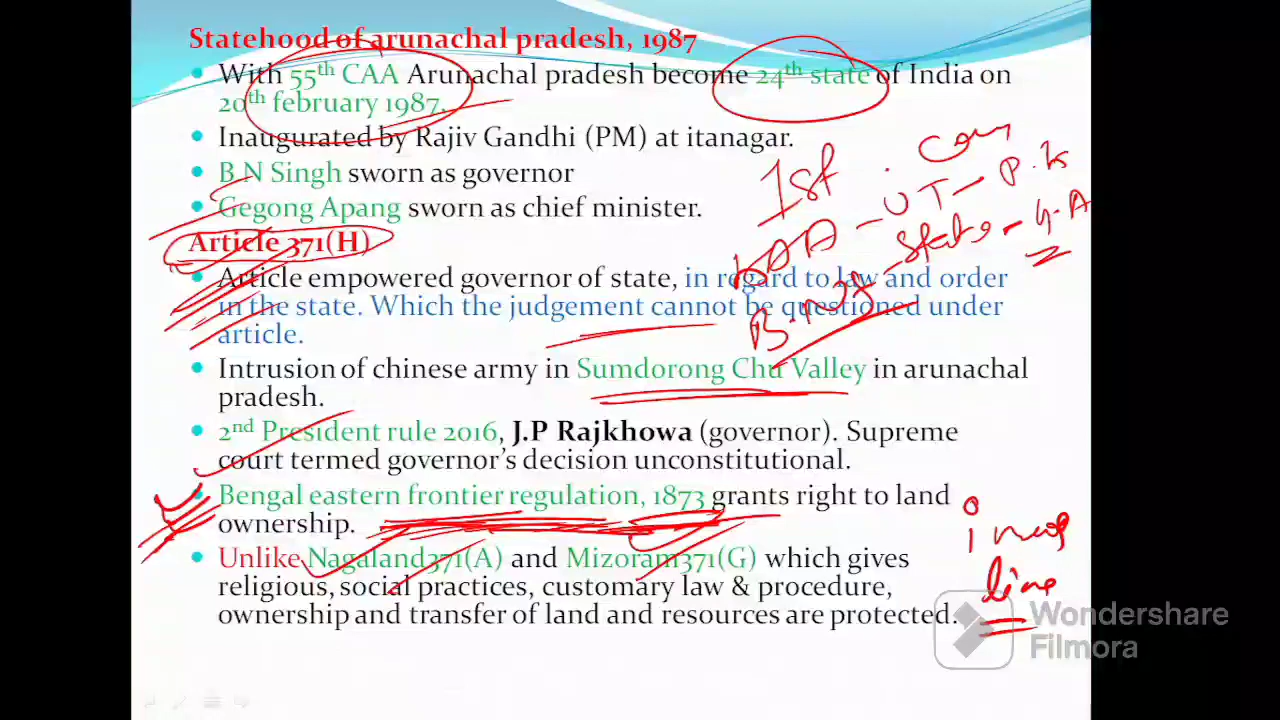 Statehood of arunachal pradesh, 1987
With 55th CAA Arunachal pradesh become 24th state of India on
20th february 1987.
Inaugurated by Rajiv Gandhi (PM) at itanagar.
B.N Singh sworn as governor
Gegong Apang sworn as chief minister.
Article 371(H)
Article empowered governor of state, in regard to law and order
in the state. Which the judgement cannot be questioned under
article.
Intrusion of chinese army in Sumdorong Chu Valley in arunachal
pradesh.
2nd President rule 2016, J.P Rajkhowa (governor). Supreme
court termed governor's decision unconstitutional.
Bengal eastern frontier regulation, 1873 grants right to land
ownership.
Unlike Nagaland371(A) and Mizoram371(G) which gives
religious, social practices, customary law & procedure,
ownership and transfer of land and resources are protected.
1st
UT - P.K
State - G.A
line
Wondershare
Filmora